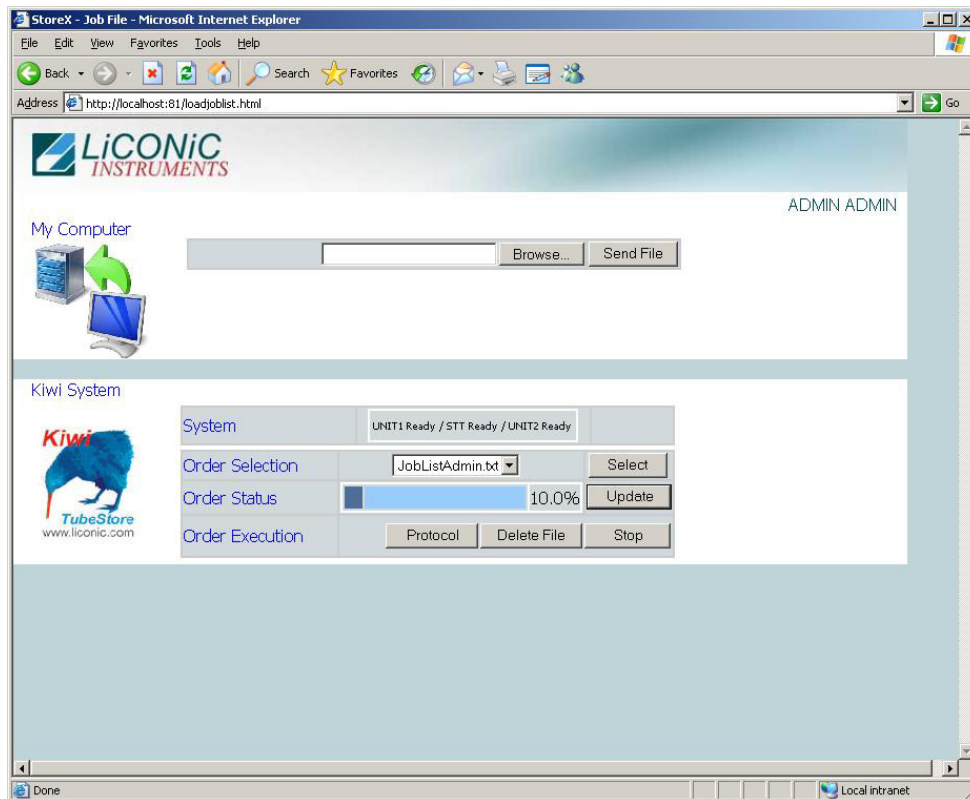 StoreX - Job File - Microsoft Internet Explorer
File Edit View Favorites Tools Help
Back Search Favorites
Address http://localhost:81/loadjoblist.html Go
LiCONiC
INSTRUMENTS
ADMIN ADMIN
My Computer
Browse... Send File
Kiwi System
Kiwi
TubeStore
www.liconic.com
System UNIT1 Ready / STT Ready / UNIT2 Ready
Order Selection JobListAdmin.txt Select
Order Status 10.0% Update
Order Execution Protocol Delete File Stop
Done Local intranet